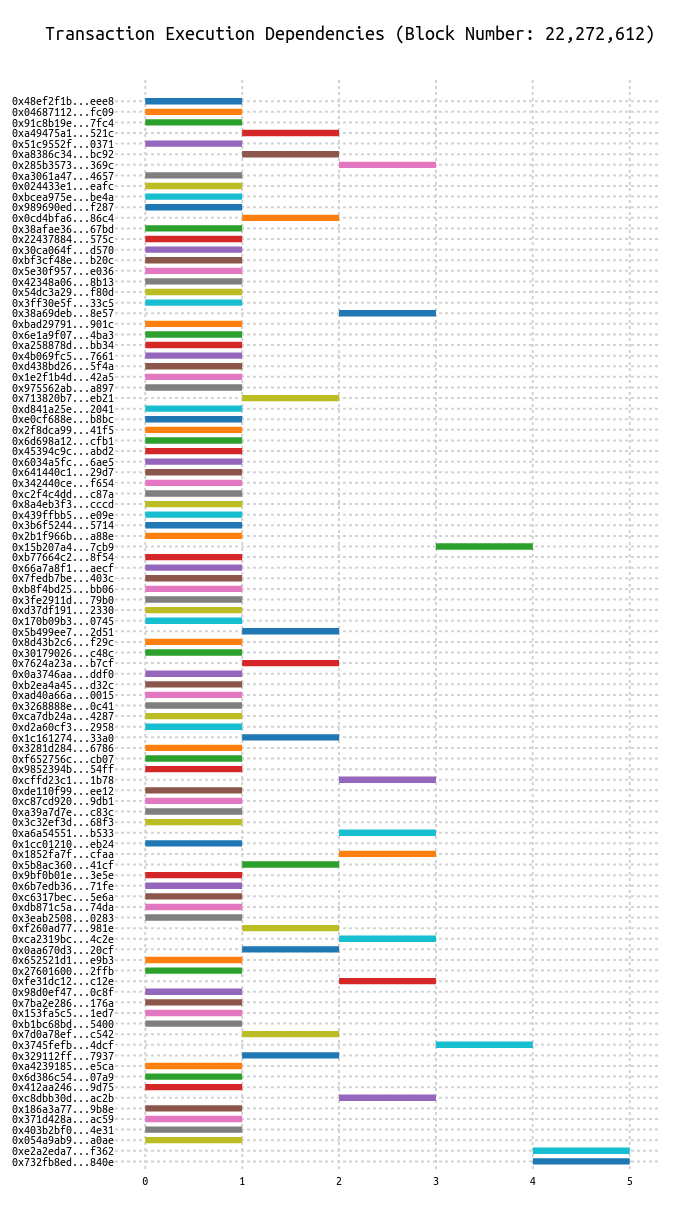 Transaction Execution Dependencies (Block Number: 22,272,612)
0x48ef2f1b...eee8
0x04687112...fc09
0x91c8b19e...7fc4
0xa49475a1...521c
0x51c9552f...0371
0xa8386c34...bc92
0x285b3573...369c
0xa3061a47...4657
0x024433e1...eafc
0xbcea975e...be4a
0x989690ed...f287
0x0cd4bfa6...86c4
0x38afae36...67bd
0x22437884...575c
0x30ca064f...d570
0xbf3cf48e...b20c
0x5e30f957...e036
0x42348a06...8b13
0x54dc3a29...f80d
0x3ff30e5f...33c5
0x38a69deb...8e57
0xbad29791...901c
0x6e1a9f07...4ba3
0xa258878d...bb34
0x4b069fc5...7661
0xd438bd26...5f4a
0x1e2f1b4d...42a5
0x975562ab...a897
0x713820b7...eb21
0xd841a25e...2041
0xe0cf688e...b8bc
0x2f8dca99...41f5
0x6d698a12...cfb1
0x45394c9c...abd2
0x6034a5fc...6ae5
0x641440c1...29d7
0x342440ce...f654
0xc2f4c4dd...c87a
0x8a4eb3f3...cccd
0x439ffbb5...e09e
0x3b6f5244...5714
0x2b1f966b...a88e
0x15b207a4...7cb9
0xb77664c2...8f54
0x66a7a8f1...aecf
0x7fedb7be...403c
0xb8f4bd25...bb06
0x3fe2911d...79b0
0xd37df191...2330
0x170b09b3...0745
0x5b499ee7...2d51
0x8d43b2c6...f29c
0x30179026...c48c
0x7624a23a...b7cf
0x0a3746aa...ddf0
0xb2ea4a45...d32c
0xad40a66a...0015
0x3268888e...0c41
0xca7db24a...4287
0xd2a60cf3...2958
0x1c161274...33a0
0x3281d284...6786
0xf652756c...cb07
0x9852394b...54ff
0xcffd23c1...1b78
0xde110f99...ee12
0xc87cd920...9db1
0xa39a7d7e...c83c
0x3c32ef3d...68f3
0xa6a54551...b533
0x1cc01210...eb24
0x1852fa7f...cfaa
0x5b8ac360...41cf
0x9bf0b01e...3e5e
0x6b7edb36...71fe
0xc6317bec...5e6a
0xdb871c5a...74da
0x3eab2508...0283
0xf260ad77...981e
0xca2319bc...4c2e
0x0aa670d3...20cf
0x652521d1...e9b3
0x27601600...2ffb
0xfe31dc12...c12e
0x98d0ef47...0c8f
0x7ba2e286...176a
0x153fa5c5...1ed7
0xb1bc68bd...5400
0x7d0a78ef...c542
0x3745fefb...4dcf
0x329112ff...7937
0xa4239185...e5ca
0x6d386c54...07a9
0x412aa246...9d75
0xc8dbb30d...ac2b
0x186a3a77...9b8e
0x371d428a...ac59
0x403b2bf0...4e31
0x054a9ab9...a0ae
0xe2a2eda7...f362
0x732fb8ed...840e
0 1 2 3 4 5